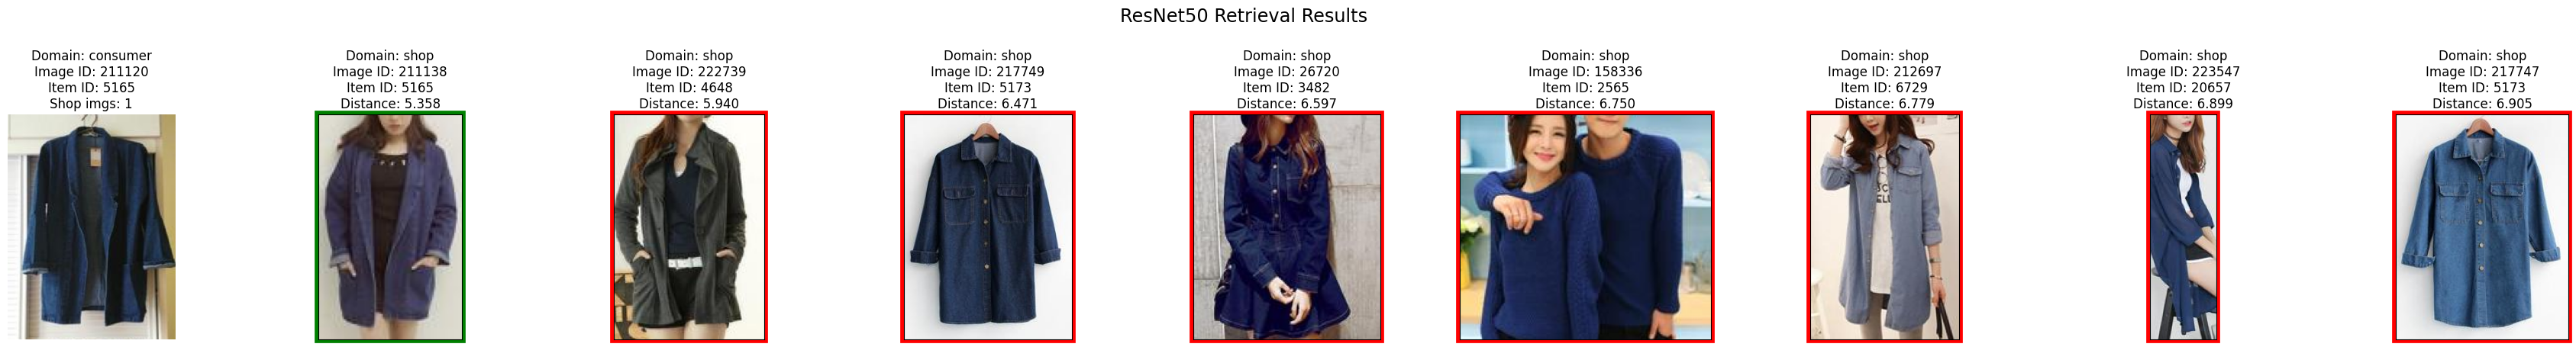 ResNet50 Retrieval Results
Domain: consumer
Image ID: 211120
Item ID: 5165
Shop imgs: 1
Domain: shop
Image ID: 211138
Item ID: 5165
Distance: 5.358
Domain: shop
Image ID: 222739
Item ID: 4648
Distance: 5.940
Domain: shop
Image ID: 217749
Item ID: 5173
Distance: 6.471
Domain: shop
Image ID: 26720
Item ID: 3482
Distance: 6.597
Domain: shop
Image ID: 158336
Item ID: 2565
Distance: 6.750
Domain: shop
Image ID: 212697
Item ID: 6729
Distance: 6.779
Domain: shop
Image ID: 223547
Item ID: 20657
Distance: 6.899
Domain: shop
Image ID: 217747
Item ID: 5173
Distance: 6.905